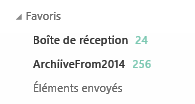 Favoris
Boîte de réception 24
ArchiiveFrom2014 256
Éléments envoyés